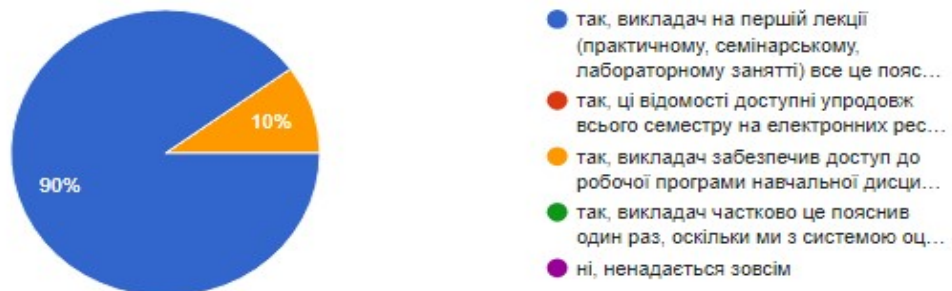 90%
10%
так, викладач на першій лекції
(практичному, семінарському,
лабораторному занятті) все це пояс…
так, ці відомості доступні упродовж
всього семестру на електронних рес…
так, викладач забезпечив доступ до
робочої програми навчальної дисци…
так, викладач частково це пояснив
один раз, оскільки ми з системою оц…
ні, ненадається зовсім